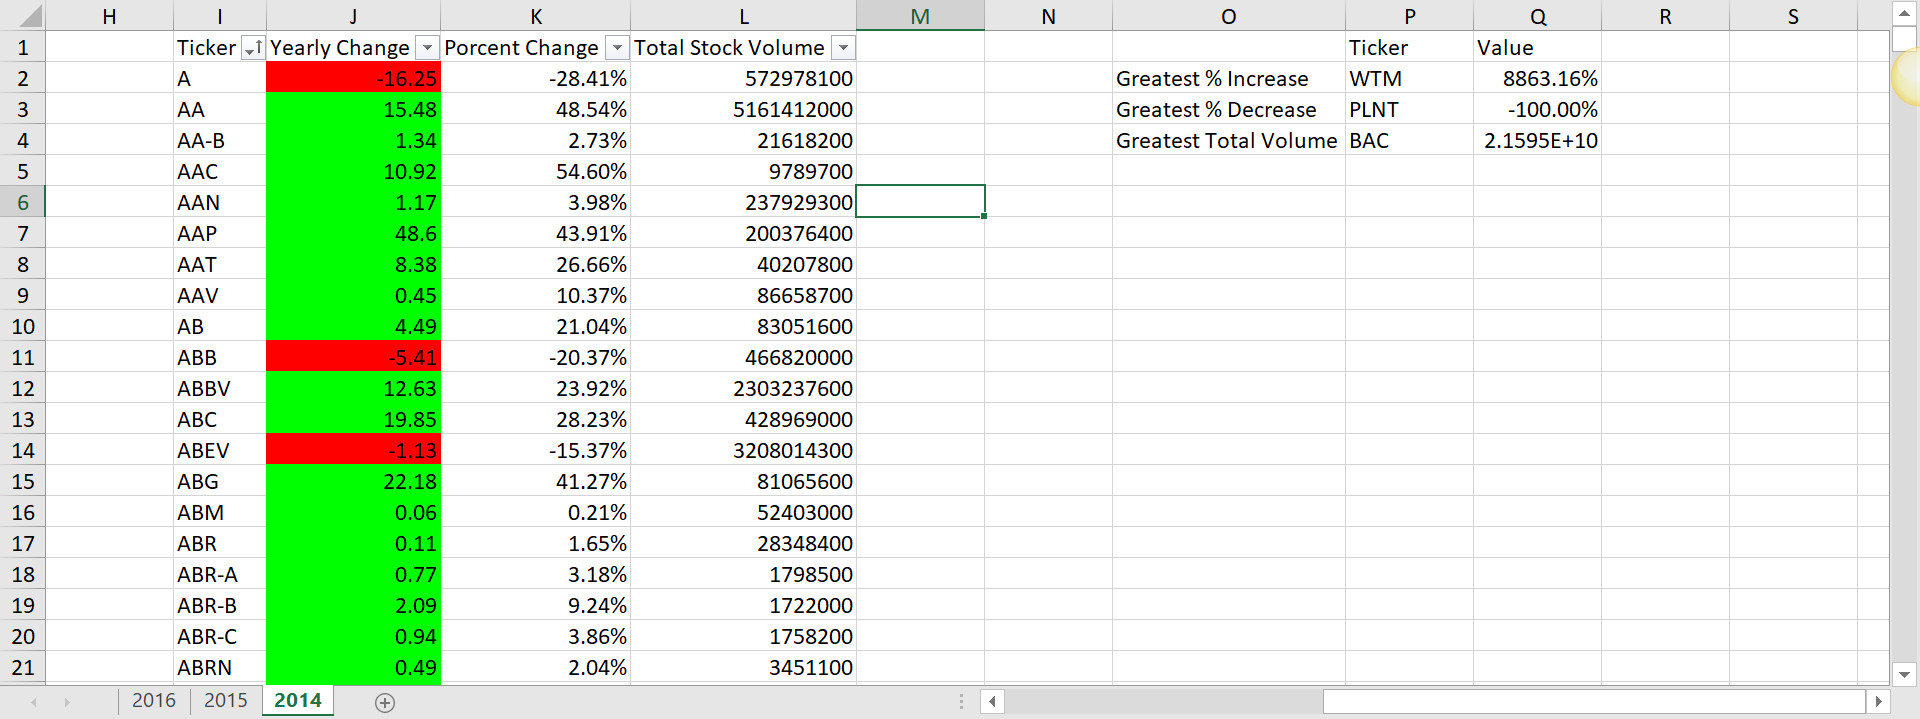 H I J K L M N O P Q R S
1 Ticker Yearly Change Porcent Change Total Stock Volume Ticker Value
2 A -16.25 -28.41% 572978100 Greatest % Increase WTM 8863.16%
3 AA 15.48 48.54% 5161412000 Greatest % Decrease PLNT -100.00%
4 AA-B 1.34 2.73% 21618200 Greatest Total Volume BAC 2.1595E+10
5 AAC 10.92 54.60% 9789700
6 AAN 1.17 3.98% 237929300
7 AAP 48.6 43.91% 200376400
8 AAT 8.38 26.66% 40207800
9 AAV 0.45 10.37% 86658700
10 AB 4.49 21.04% 83051600
11 ABB -5.41 -20.37% 466820000
12 ABBV 12.63 23.92% 2303237600
13 ABC 19.85 28.23% 428969000
14 ABEV -1.13 -15.37% 3208014300
15 ABG 22.18 41.27% 81065600
16 ABM 0.06 0.21% 52403000
17 ABR 0.11 1.65% 28348400
18 ABR-A 0.77 3.18% 1798500
19 ABR-B 2.09 9.24% 1722000
20 ABR-C 0.94 3.86% 1758200
21 ABRN 0.49 2.04% 3451100
2016 2015 2014